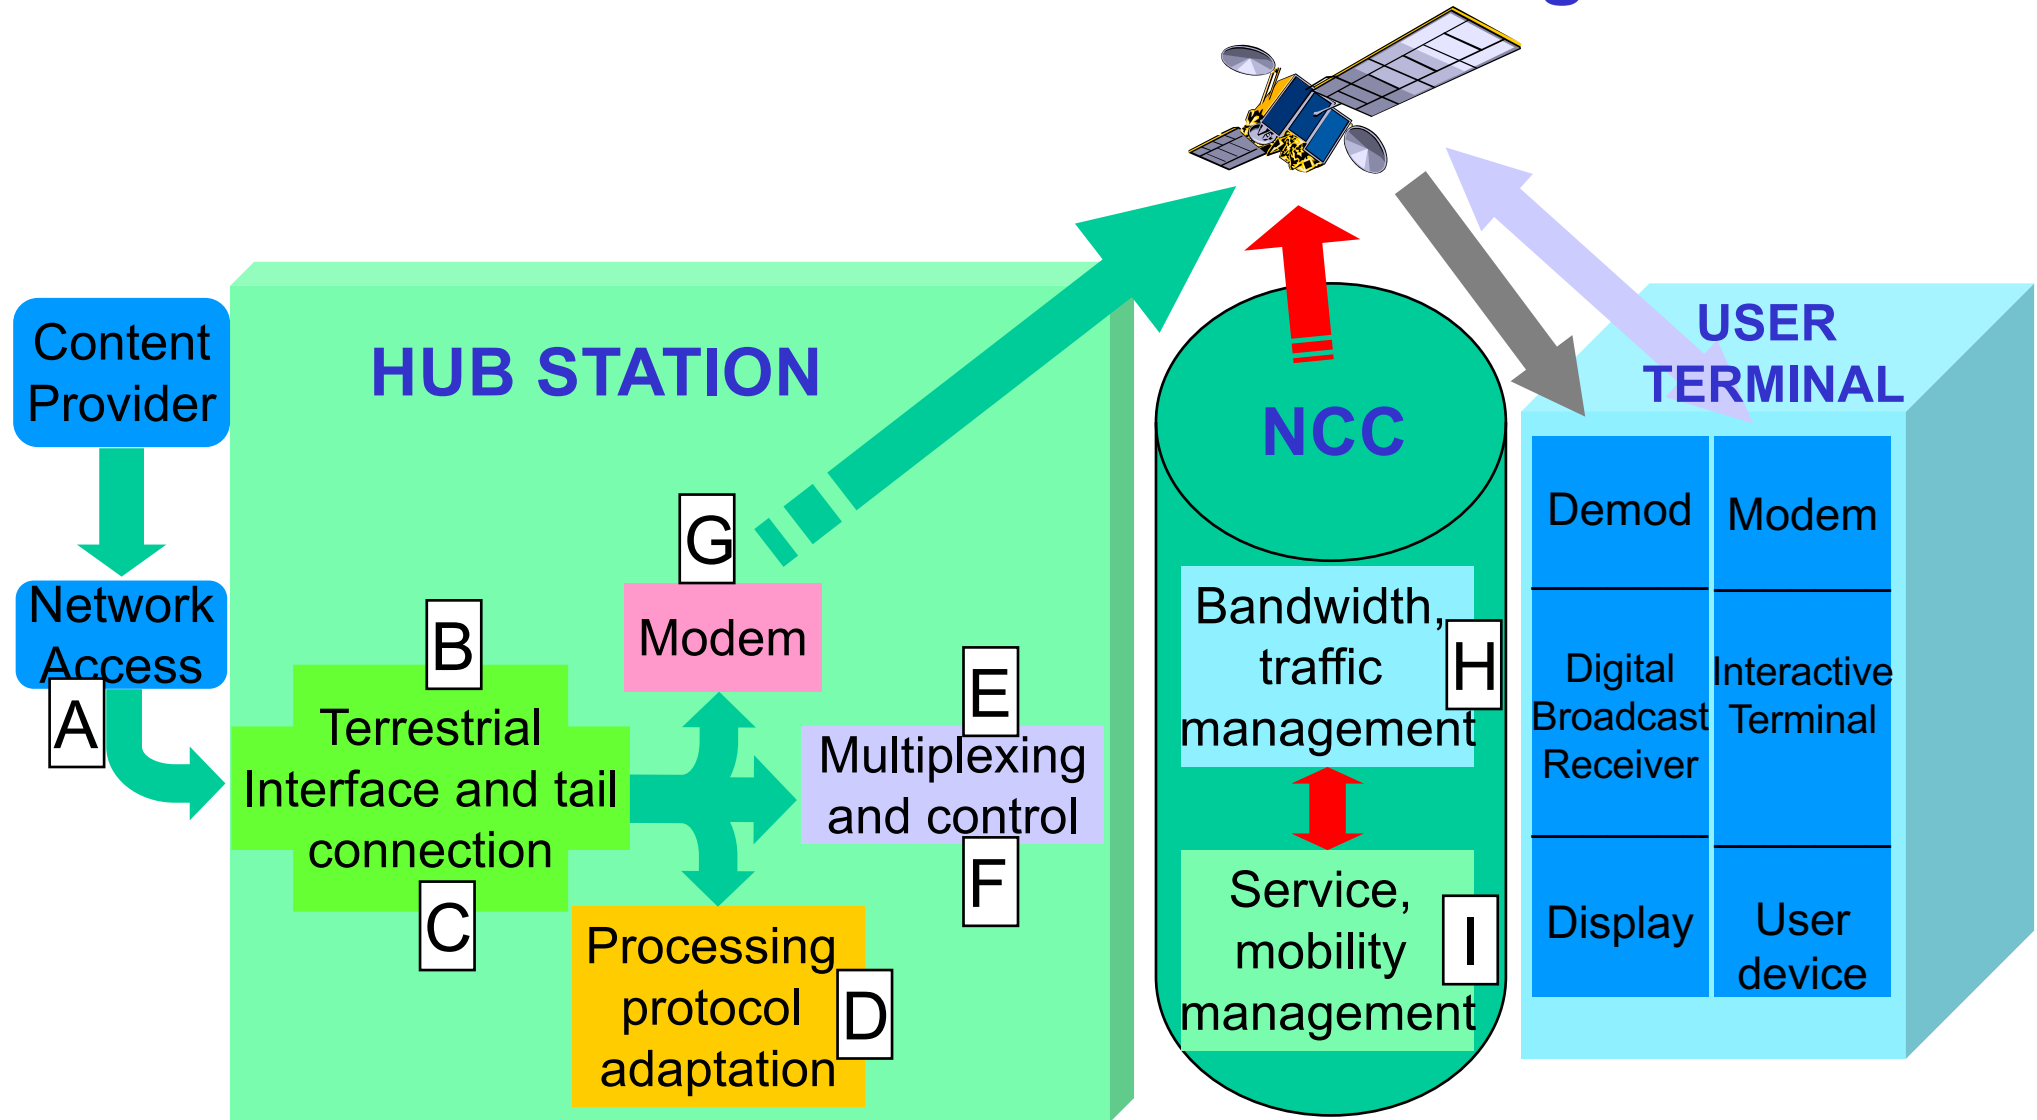 Content
Provider
Network
Access
A
HUB STATION
B
Terrestrial
Interface and tail
connection
C
G
Modem
E
Multiplexing
and control
F
Processing
protocol
adaptation
D
NCC
Bandwidth,
traffic
management
H
Service,
mobility
management
I
USER
TERMINAL
Demod
Digital
Broadcast
Receiver
Display
Modem
Interactive
Terminal
User
device